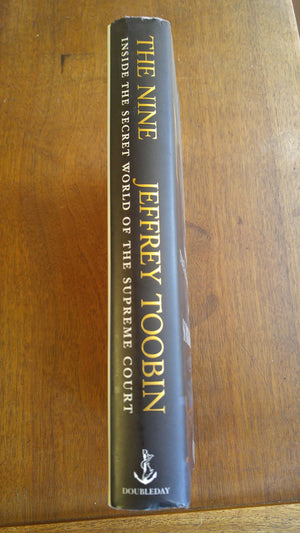 THE NINE JEFFREY TOOBIN
INSIDE THE SECRET WORLD OF THE SUPREME COURT
DOUBLEDAY